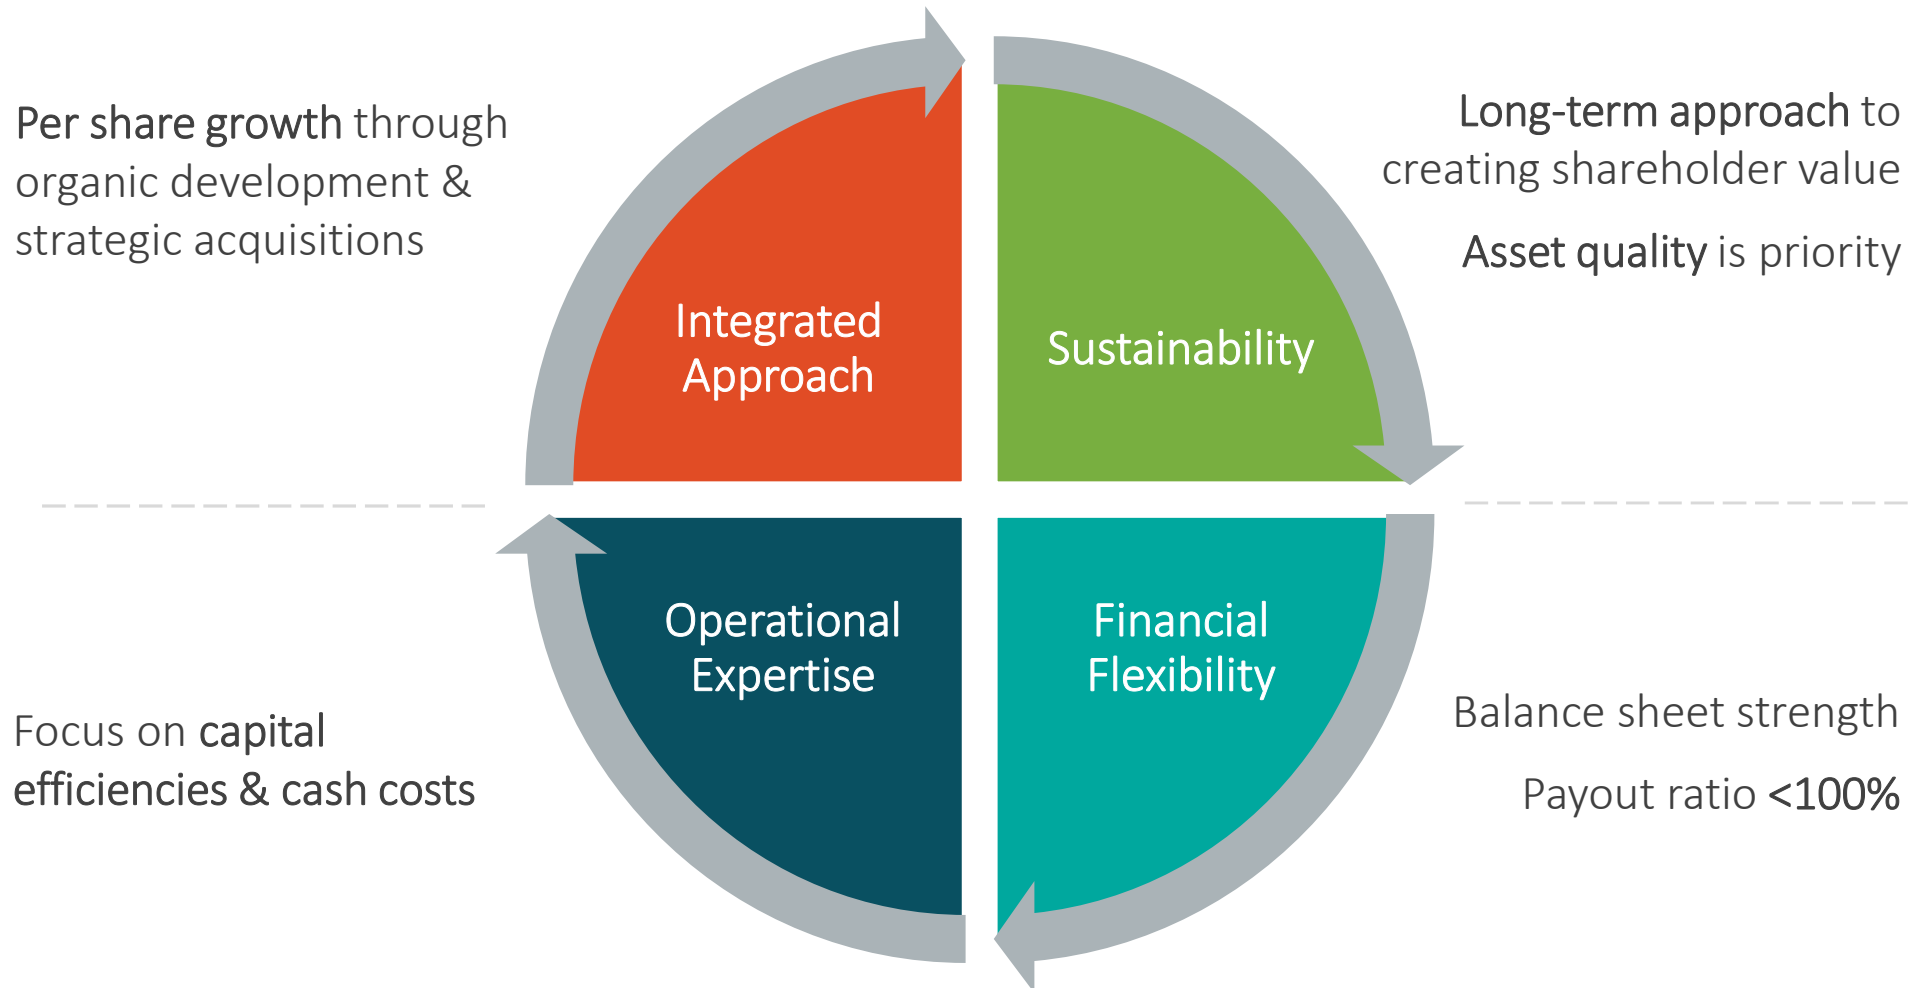 Per share growth through
organic development &
strategic acquisitions
Integrated
Approach
Sustainability
Long-term approach to
creating shareholder value
Asset quality is priority
Focus on capital
efficiencies & cash costs
Operational
Expertise
Financial
Flexibility
Balance sheet strength
Payout ratio <100%